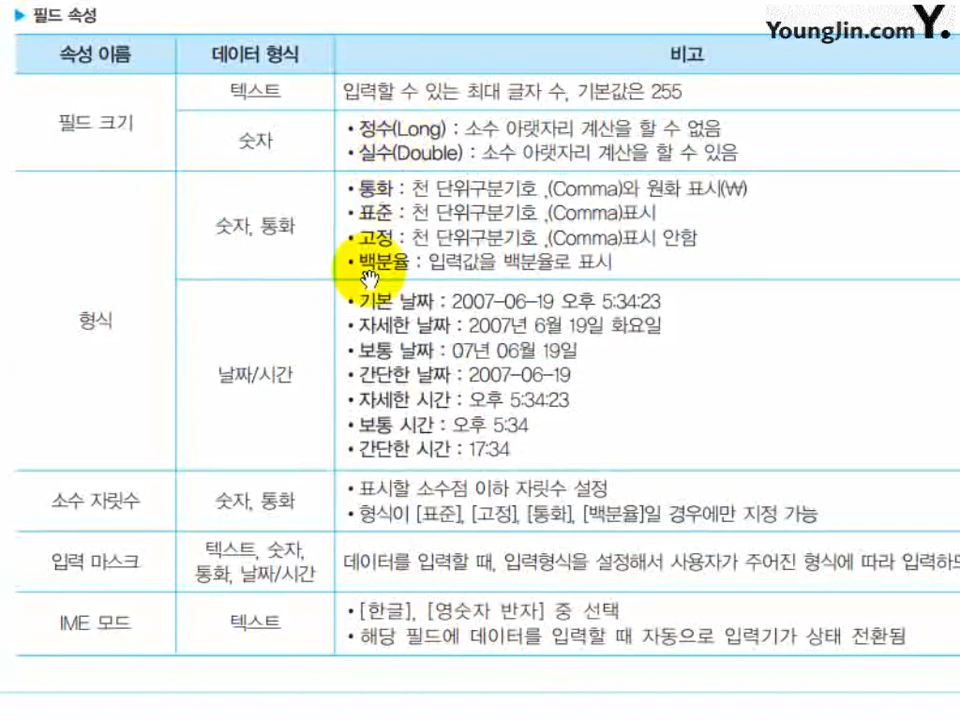 ▶ 필드 속성
YoungJin.com Y.
속성 이름 데이터 형식 비고
필드 크기
텍스트
입력할 수 있는 최대 글자 수, 기본값은 255
숫자
• 정수(Long) : 소수 아랫자리 계산을 할 수 없음
• 실수(Double) : 소수 아랫자리 계산을 할 수 있음
형식
숫자, 통화
• 통화 : 천 단위구분기호 ,(Comma)와 원화 표시(₩)
• 표준 : 천 단위구분기호 ,(Comma)표시
• 고정 : 천 단위구분기호 ,(Comma)표시 안함
• 백분율 : 입력값을 백분율로 표시
날짜/시간
• 기본 날짜 : 2007-06-19 오후 5:34:23
• 자세한 날짜 : 2007년 6월 19일 화요일
• 보통 날짜 : 07년 06월 19일
• 간단한 날짜 : 2007-06-19
• 자세한 시간 : 오후 5:34:23
• 보통 시간 : 오후 5:34
• 간단한 시간 : 17:34
소수 자릿수
숫자, 통화
• 표시할 소수점 이하 자릿수 설정
• 형식이 [표준], [고정], [통화], [백분율]일 경우에만 지정 가능
입력 마스크
텍스트, 숫자,
통화, 날짜/시간
데이터를 입력할 때, 입력형식을 설정해서 사용자가 주어진 형식에 따라
IME 모드
텍스트
• [한글], [영숫자 반자] 중 선택
• 해당 필드에 데이터를 입력할 때 자동으로 입력기가 상태 전환됨